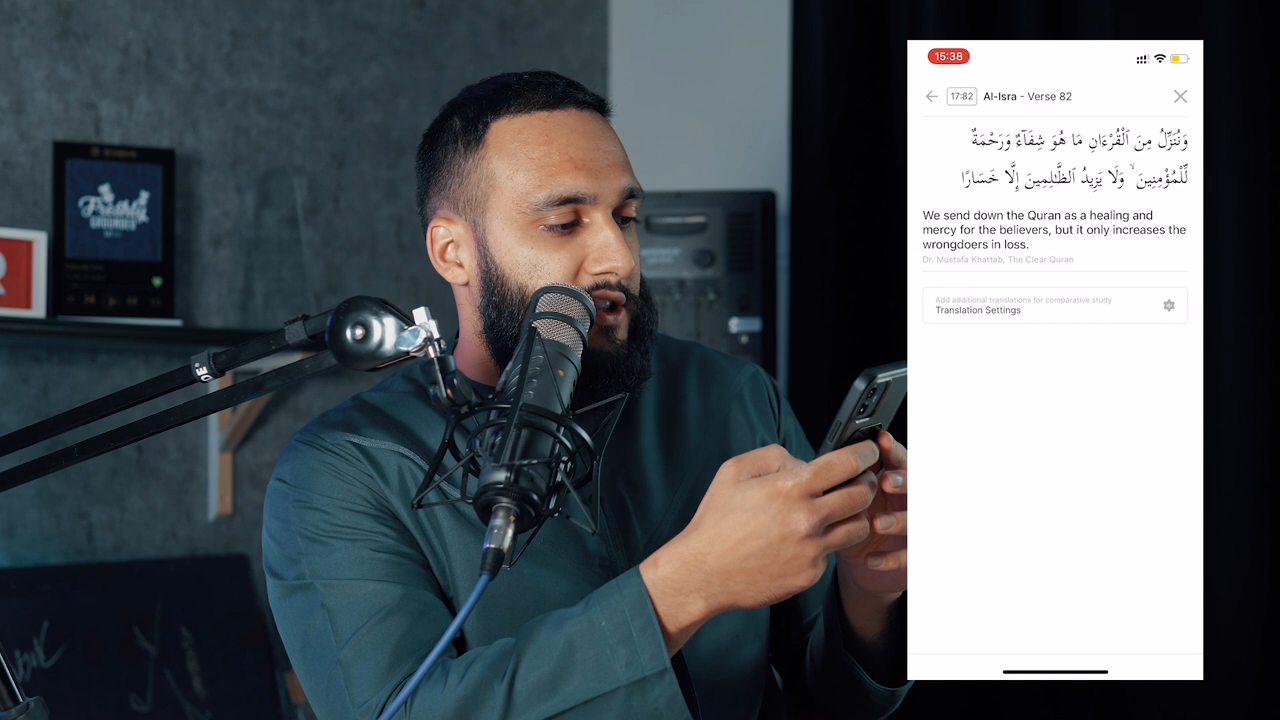 Freshly
GROUNDED
R
15:38
17:82 Al-Isra - Verse 82
وَنُنَزِّلُ مِنَ ٱلْقُرْءَانِ مَا هُوَ شِفَآءٌ وَرَحْمَةٌ
لِّلْمُؤْمِنِينَ ۙ وَلَا يَزِيدُ ٱلظَّـٰلِمِينَ إِلَّا خَسَارًا
We send down the Quran as a healing and
mercy for the believers, but it only increases the
wrongdoers in loss.
Dr. Mustafa Khattab, The Clear Quran
Add additional translations for comparative study
Translation Settings